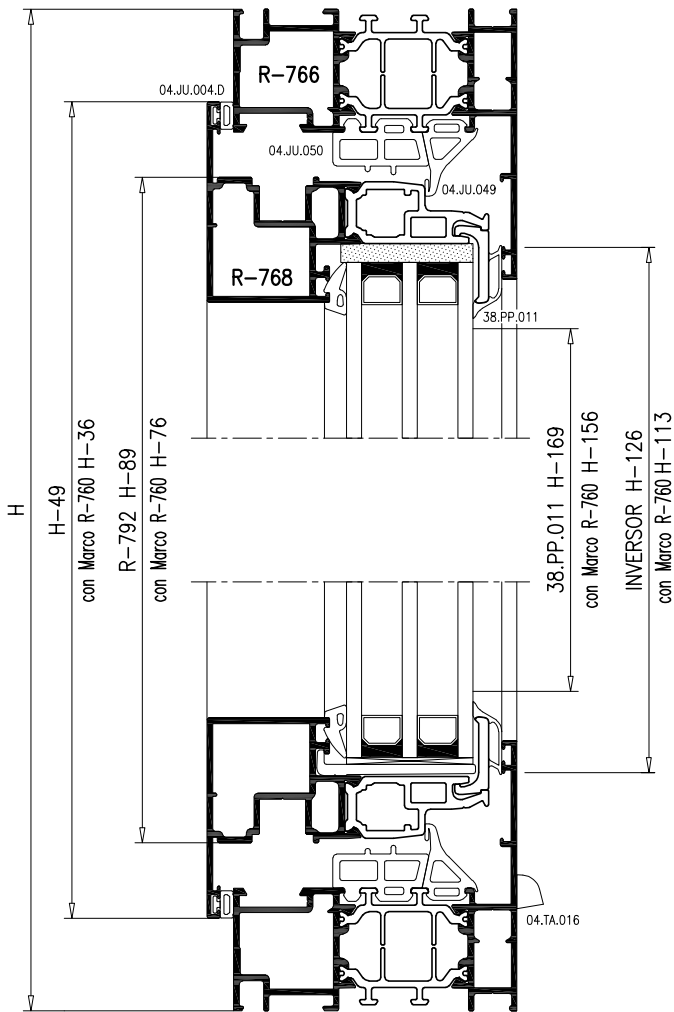 R-766
04.JU.004.D
04.JU.050
04.JU.049
R-768
38.PP.011
H
H-49
con Marco R-760 H-36
R-792 H-89
con Marco R-760 H-76
38.PP.011 H-169
con Marco R-760 H-156
INVERSOR H-126
con Marco R-760 H-113
04.TA.016